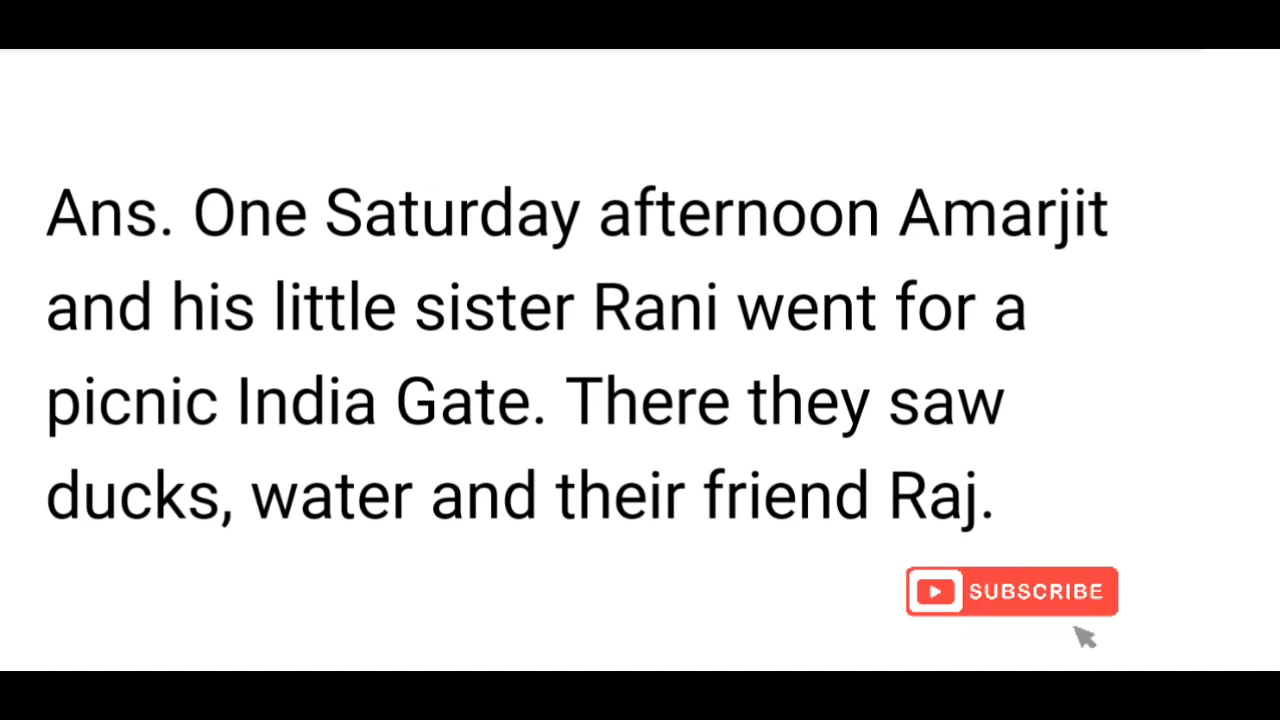 Ans. One Saturday afternoon Amarjit
and his little sister Rani went for a
picnic India Gate. There they saw
ducks, water and their friend Raj.
SUBSCRIBE